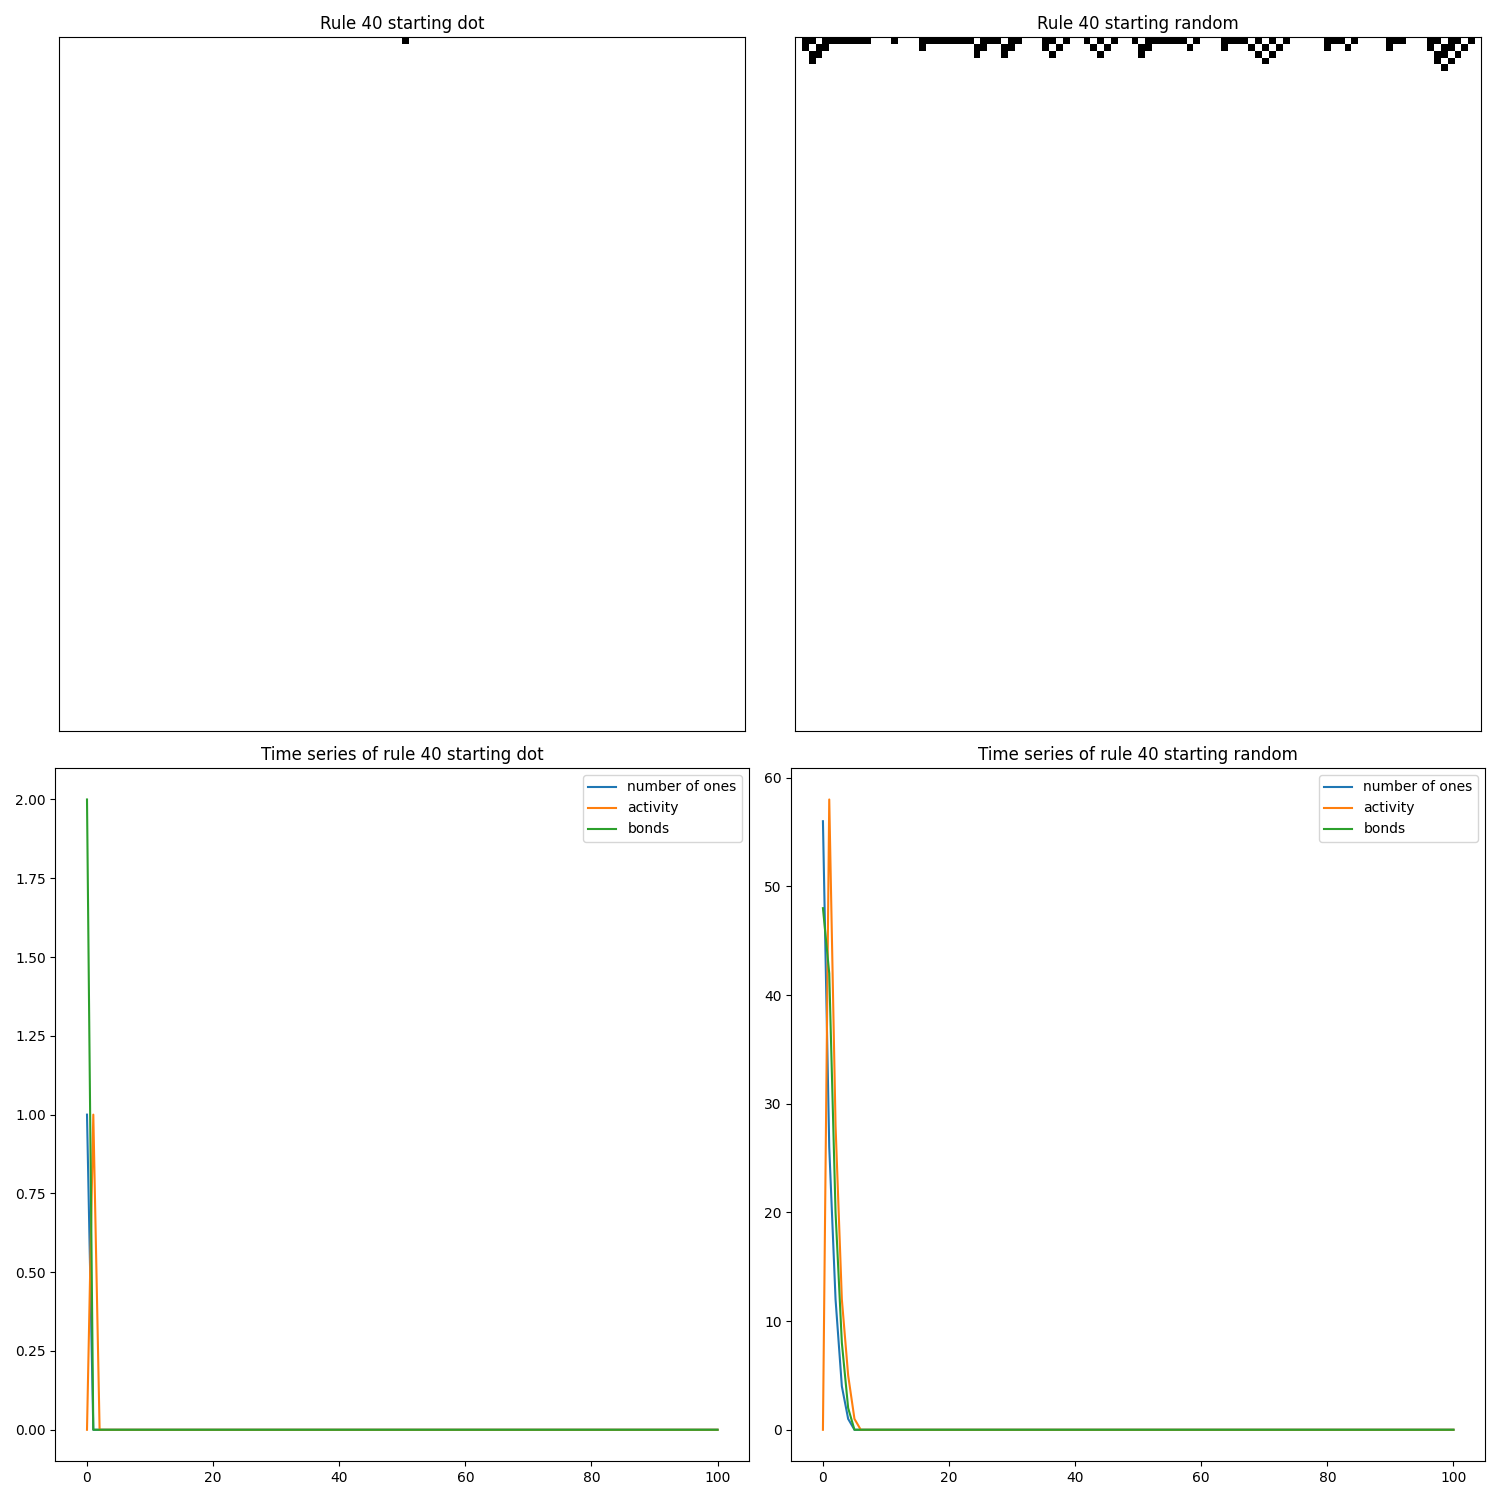 Rule 40 starting dot
Rule 40 starting random
Time series of rule 40 starting dot
number of ones
activity
bonds
2.00
1.75
1.50
1.25
1.00
0.75
0.50
0.25
0.00
0 20 40 60 80 100
Time series of rule 40 starting random
number of ones
activity
bonds
60
50
40
30
20
10
0
0 20 40 60 80 100